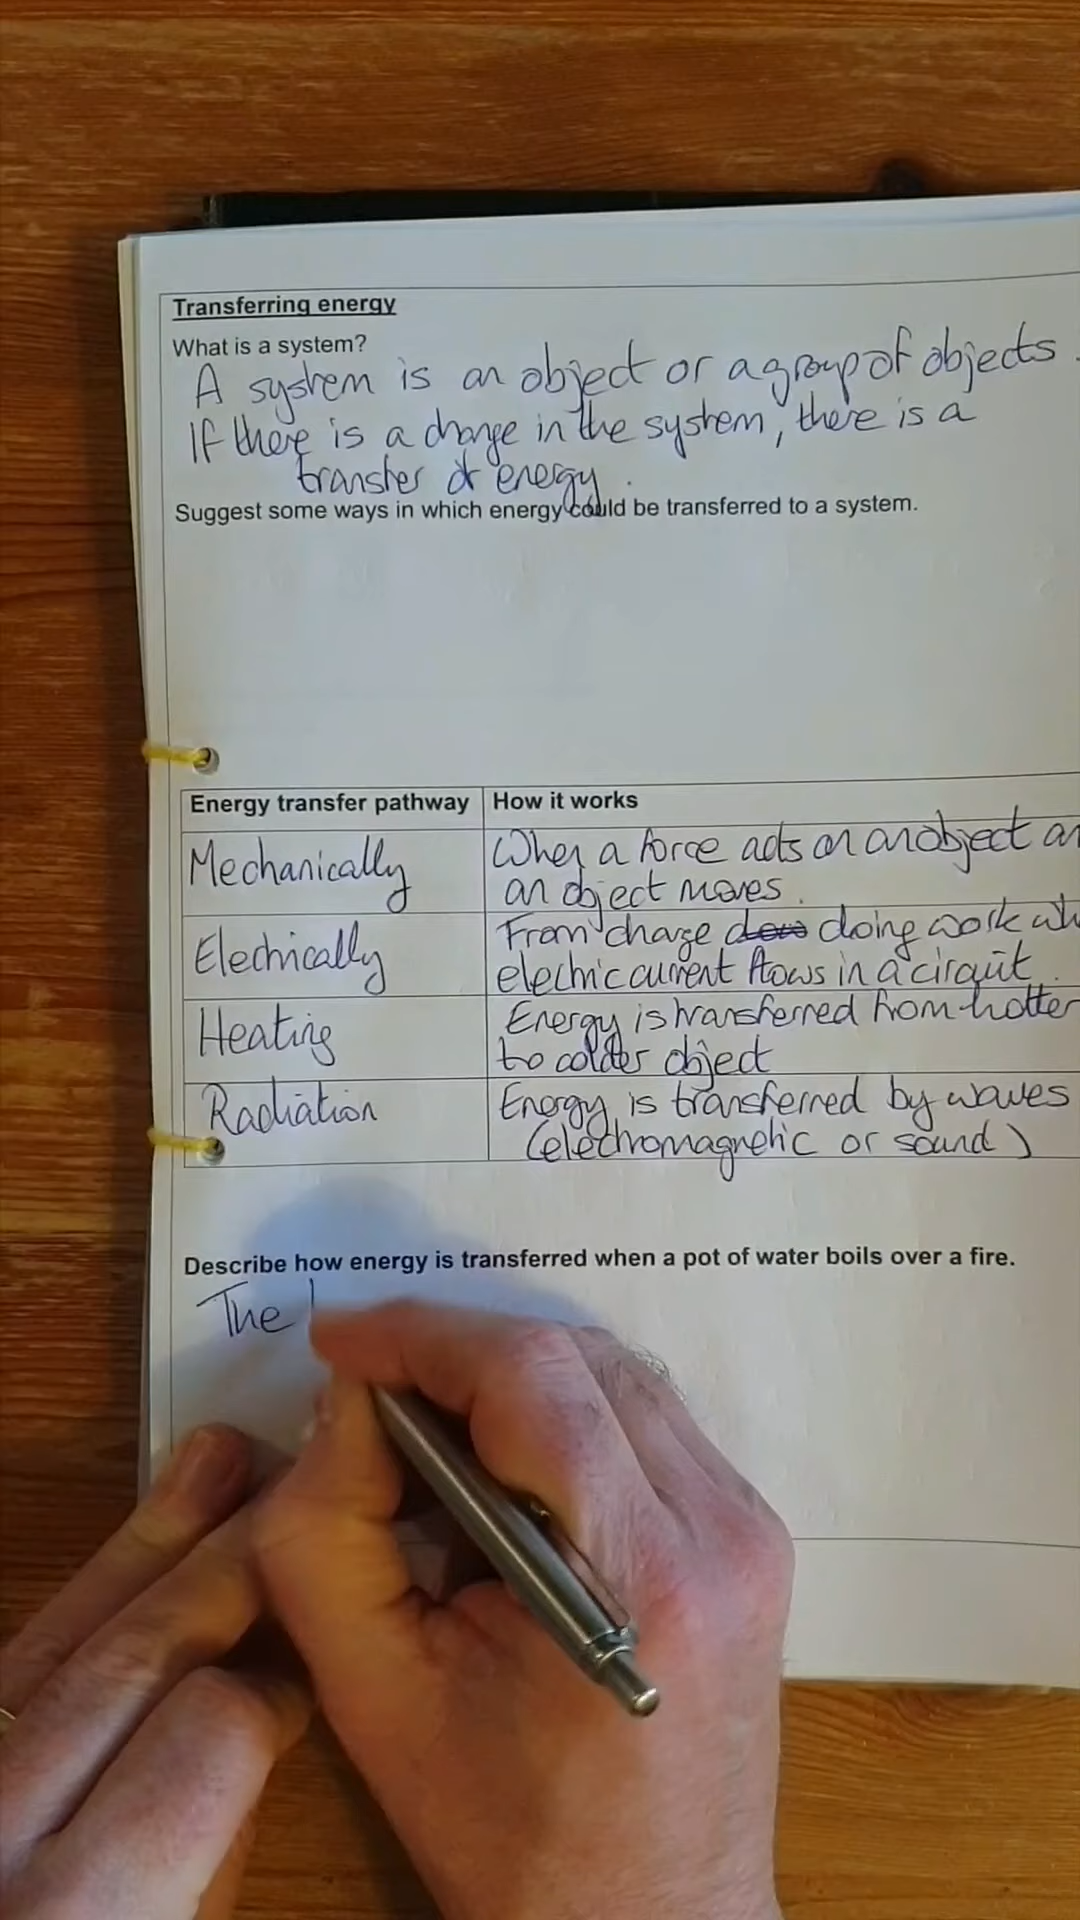 Transferring energy
What is a system?
A system is an object or a group of objects.
If there is a change in the system, there is a
transfer of energy.
Suggest some ways in which energy could be transferred to a system.
Energy transfer pathway How it works
Mechanically When a force acts on an object an
an object moves.
Electrically From charge doing work wh
electric current flows in a circuit.
Heating Energy is transferred from hotter
to colder object
Radiation Energy is transferred by waves
(electromagnetic or sound)
Describe how energy is transferred when a pot of water boils over a fire.
The